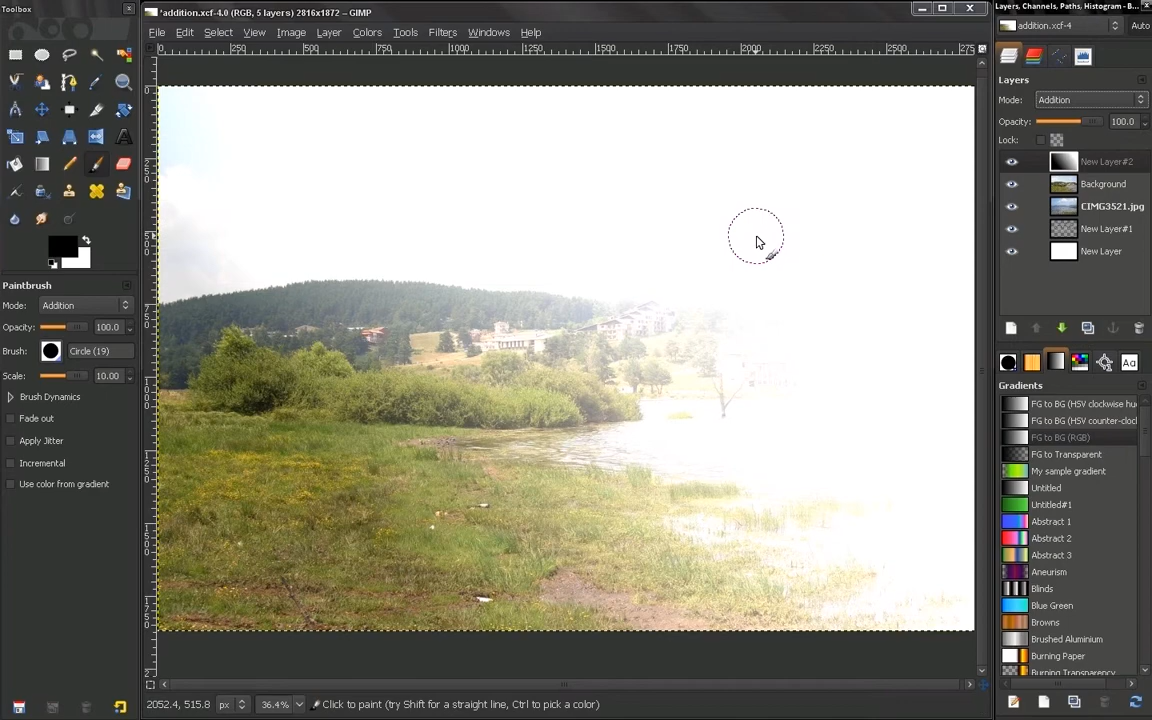 Toolbox
*addition.xcf-4.0 (RGB, 5 layers) 2816x1872 – GIMP
Layers, Channels, Paths, Histogram - B...
addition.xcf-4
Auto
File Edit Select View Image Layer Colors Tools Filters Windows Help
0 250 500 750 1000 1250 1500 1750 2000 2250 2500 275
Layers
Mode: Addition
Opacity: 100.0
Lock:
New Layer#2
Background
CIMG3521.jpg
New Layer#1
New Layer
Paintbrush
Mode: Addition
Opacity: 100.0
Brush: Circle (19)
Scale: 10.00
Brush Dynamics
Fade out
Apply Jitter
Incremental
Use color from gradient
Gradients
FG to BG (HSV clockwise hu
FG to BG (HSV counter-cloc
FG to BG (RGB)
FG to Transparent
My sample gradient
Untitled
Untitled#1
Abstract 1
Abstract 2
Abstract 3
Aneurism
Blinds
Blue Green
Browns
Brushed Aluminium
Burning Paper
Burning Transparency
2052.4, 515.8 px 36.4% Click to paint (try Shift for a straight line, Ctrl to pick a color)